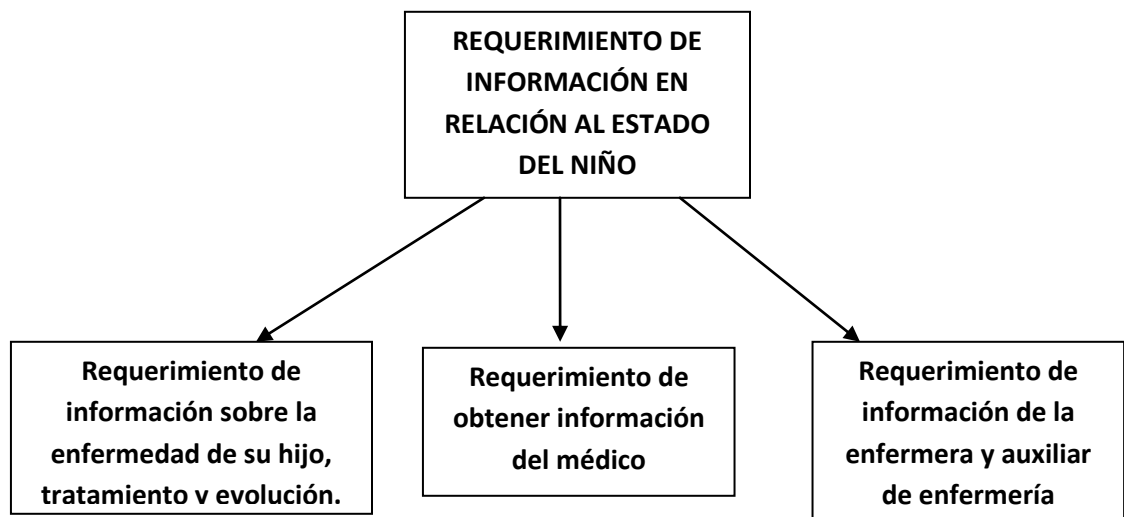 REQUERIMIENTO DE
INFORMACIÓN EN
RELACIÓN AL ESTADO
DEL NIÑO
Requerimiento de
información sobre la
enfermedad de su hijo,
tratamiento y evolución.
Requerimiento de
obtener información
del médico
Requerimiento de
información de la
enfermera y auxiliar
de enfermería